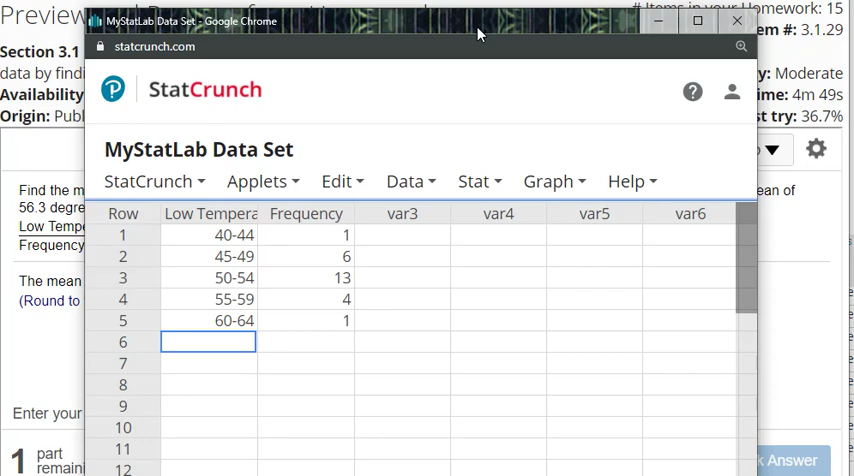 Preview
MyStatLab Data Set - Google Chrome
# Items in your Homework: 15
em #: 3.1.29
statcrunch.com
Section 3.1
data by findi
y: Moderate
Availability
ime: 4m 49s
Origin: Publ
st try: 36.7%
P StatCrunch
MyStatLab Data Set
StatCrunch Applets Edit Data Stat Graph Help
Find the m
ean of
56.3 degre
Low Tempe
Frequency
Row Low Tempera Frequency var3 var4 var5 var6
1 40-44 1
2 45-49 6
3 50-54 13
4 55-59 4
5 60-64 1
6
7
8
9
10
11
12
The mean
(Round to
Enter your
1 part
remain
k Answer